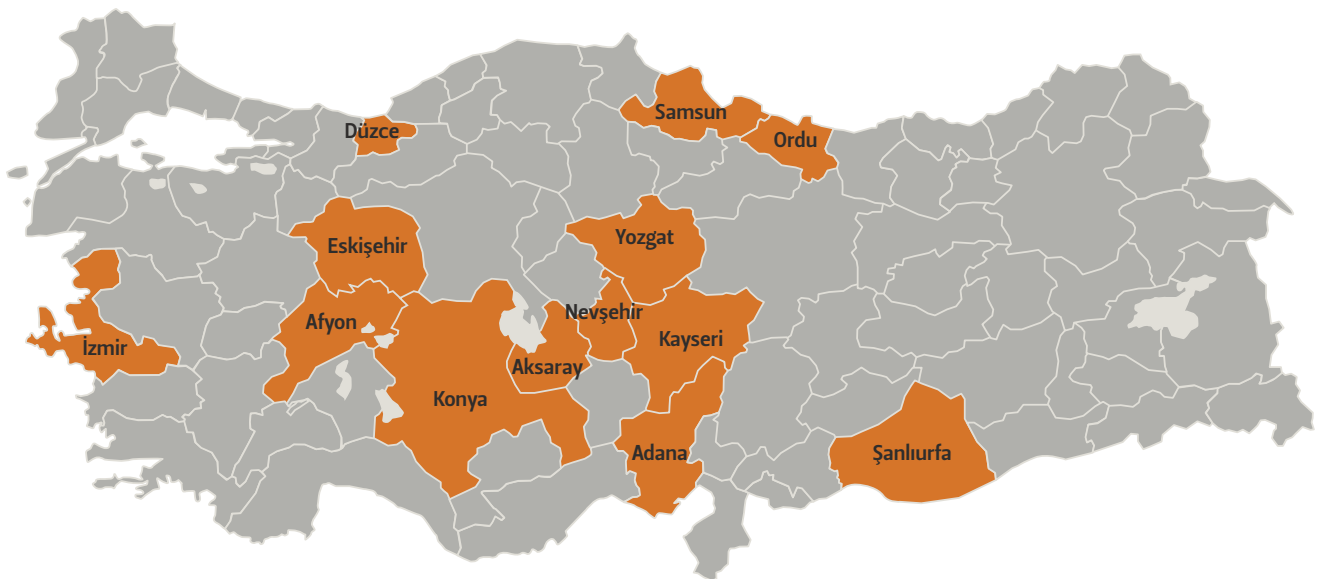 Samsun
Düzce
Ordu
Yozgat
Eskişehir
Nevşehir
Afyon
Kayseri
İzmir
Aksaray
Konya
Adana
Şanlıurfa